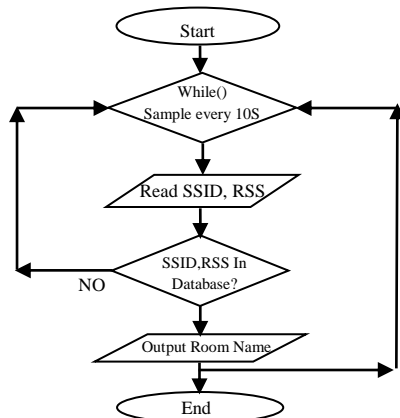 Start
While()
Sample every 10S
Read SSID, RSS
SSID,RSS In
Database?
NO
Output Room Name
End